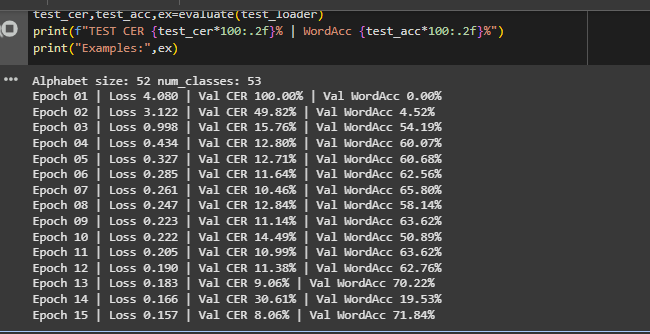 test_cer,test_acc,ex=evaluate(test_loader)
print(f"TEST CER {test_cer*100:.2f}% | WordAcc {test_acc*100:.2f}%")
print("Examples:",ex)
Alphabet size: 52 num_classes: 53
Epoch 01 | Loss 4.080 | Val CER 100.00% | Val WordAcc 0.00%
Epoch 02 | Loss 3.122 | Val CER 49.82% | Val WordAcc 4.52%
Epoch 03 | Loss 0.998 | Val CER 15.76% | Val WordAcc 54.19%
Epoch 04 | Loss 0.434 | Val CER 12.80% | Val WordAcc 60.07%
Epoch 05 | Loss 0.327 | Val CER 12.71% | Val WordAcc 60.68%
Epoch 06 | Loss 0.285 | Val CER 11.64% | Val WordAcc 62.56%
Epoch 07 | Loss 0.261 | Val CER 10.46% | Val WordAcc 65.80%
Epoch 08 | Loss 0.247 | Val CER 12.84% | Val WordAcc 58.14%
Epoch 09 | Loss 0.223 | Val CER 11.14% | Val WordAcc 63.62%
Epoch 10 | Loss 0.222 | Val CER 14.49% | Val WordAcc 50.89%
Epoch 11 | Loss 0.205 | Val CER 10.99% | Val WordAcc 63.62%
Epoch 12 | Loss 0.190 | Val CER 11.38% | Val WordAcc 62.76%
Epoch 13 | Loss 0.183 | Val CER 9.06% | Val WordAcc 70.22%
Epoch 14 | Loss 0.166 | Val CER 30.61% | Val WordAcc 19.53%
Epoch 15 | Loss 0.157 | Val CER 8.06% | Val WordAcc 71.84%